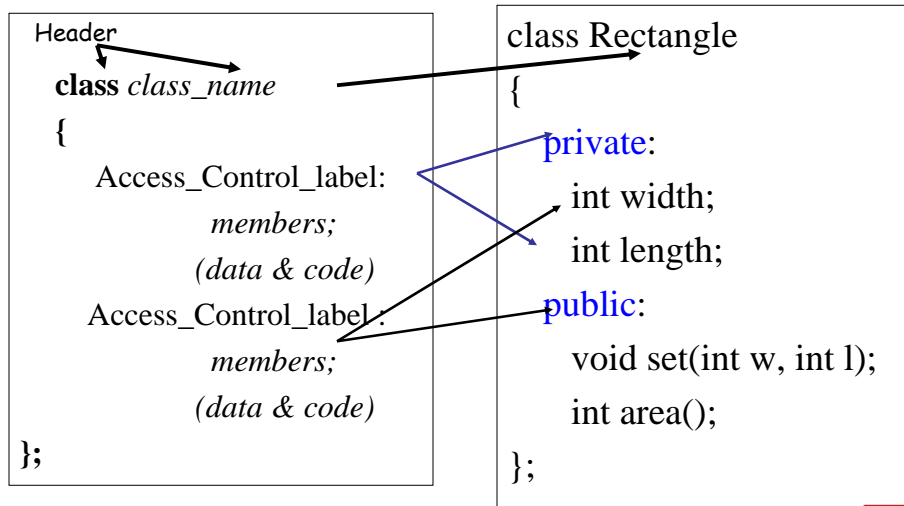 Header
class class_name
{
Access_Control_label:
members;
(data & code)
Access_Control_label :
members;
(data & code)
};
class Rectangle
{
private:
int width;
int length;
public:
void set(int w, int l);
int area();
};